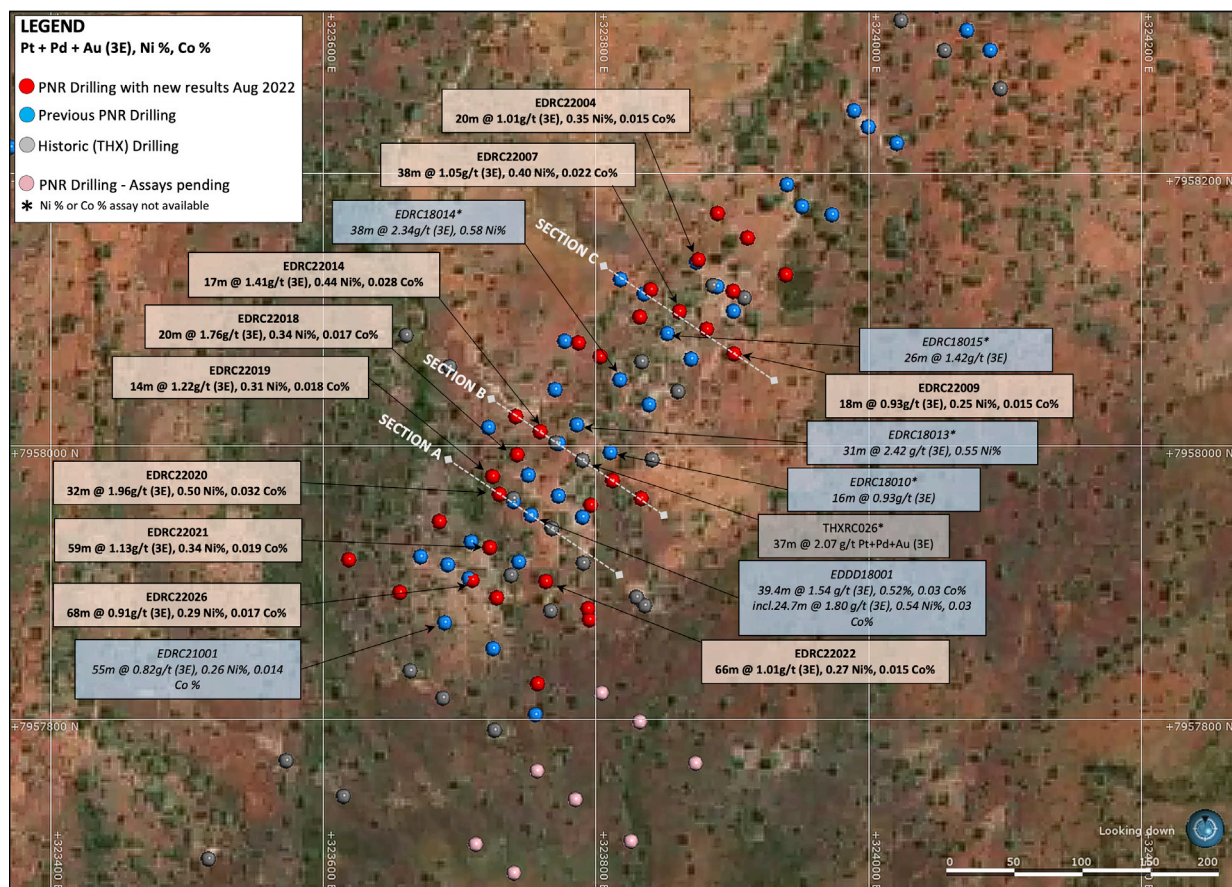 LEGEND
Pt + Pd + Au (3E), Ni %, Co %
PNR Drilling with new results Aug 2022
Previous PNR Drilling
Historic (THX) Drilling
PNR Drilling - Assays pending
* Ni % or Co % assay not available
+323600 E
+323800 E
+324000 E
+324200 E
EDRC22004
20m @ 1.01g/t (3E), 0.35 Ni%, 0.015 Co%
EDRC22007
38m @ 1.05g/t (3E), 0.40 Ni%, 0.022 Co%
+7958200 N
+7958200 N
EDRC18014*
38m @ 2.34g/t (3E), 0.58 Ni%
SECTION C
EDRC22014
17m @ 1.41g/t (3E), 0.44 Ni%, 0.028 Co%
EDRC22018
20m @ 1.76g/t (3E), 0.34 Ni%, 0.017 Co%
EDRC22019
14m @ 1.22g/t (3E), 0.31 Ni%, 0.018 Co%
SECTION B
SECTION A
EDRC18015*
26m @ 1.42g/t (3E)
EDRC22009
18m @ 0.93g/t (3E), 0.25 Ni%, 0.015 Co%
EDRC18013*
31m @ 2.42 g/t (3E), 0.55 Ni%
+7958000 N
+7958000 N
EDRC22020
32m @ 1.96g/t (3E), 0.50 Ni%, 0.032 Co%
EDRC18010*
16m @ 0.93g/t (3E)
EDRC22021
59m @ 1.13g/t (3E), 0.34 Ni%, 0.019 Co%
THXRC026*
37m @ 2.07 g/t Pt+Pd+Au (3E)
EDRC22026
68m @ 0.91g/t (3E), 0.29 Ni%, 0.017 Co%
EDDD18001
39.4m @ 1.54 g/t (3E), 0.52%, 0.03 Co%
incl.24.7m @ 1.80 g/t (3E), 0.54 Ni%, 0.03
Co%
EDRC21001
55m @ 0.82g/t (3E), 0.26 Ni%, 0.014
Co %
EDRC22022
66m @ 1.01g/t (3E), 0.27 Ni%, 0.015 Co%
+7957800 N
+7957800 N
+323400 E
+323600 E
+323800 E
+324000 E
+324200 E
Looking down
0 50 100 150 200